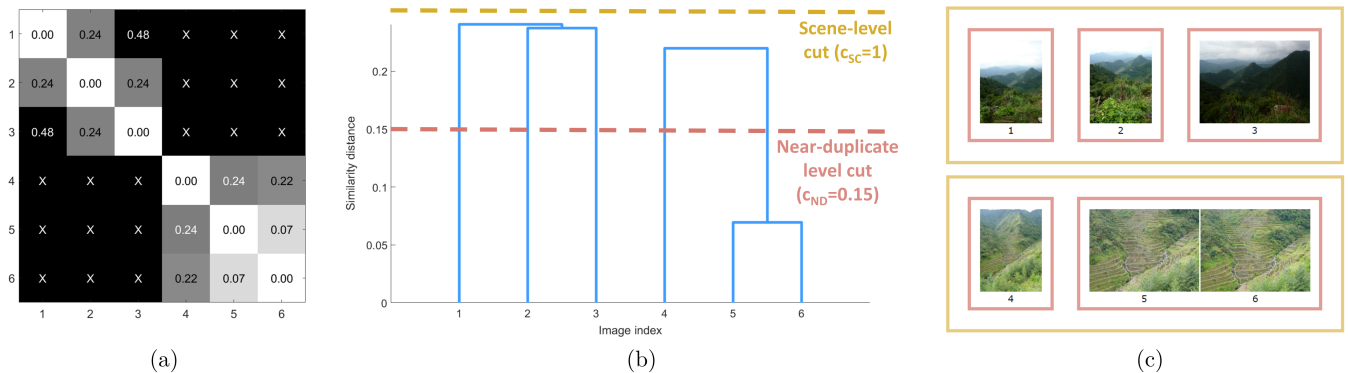 1 0.00 0.24 0.48 X X X
2 0.24 0.00 0.24 X X X
3 0.48 0.24 0.00 X X X
4 X X X 0.00 0.24 0.22
5 X X X 0.24 0.00 0.07
6 X X X 0.22 0.07 0.00
1 2 3 4 5 6
(a)
Similarity distance
0.2
0.15
0.1
0.05
0
1 2 3 4 5 6
Image index
Scene-level
cut (cSC=1)
Near-duplicate
level cut
(cND=0.15)
(b)
1 2 3
4 5 6
(c)